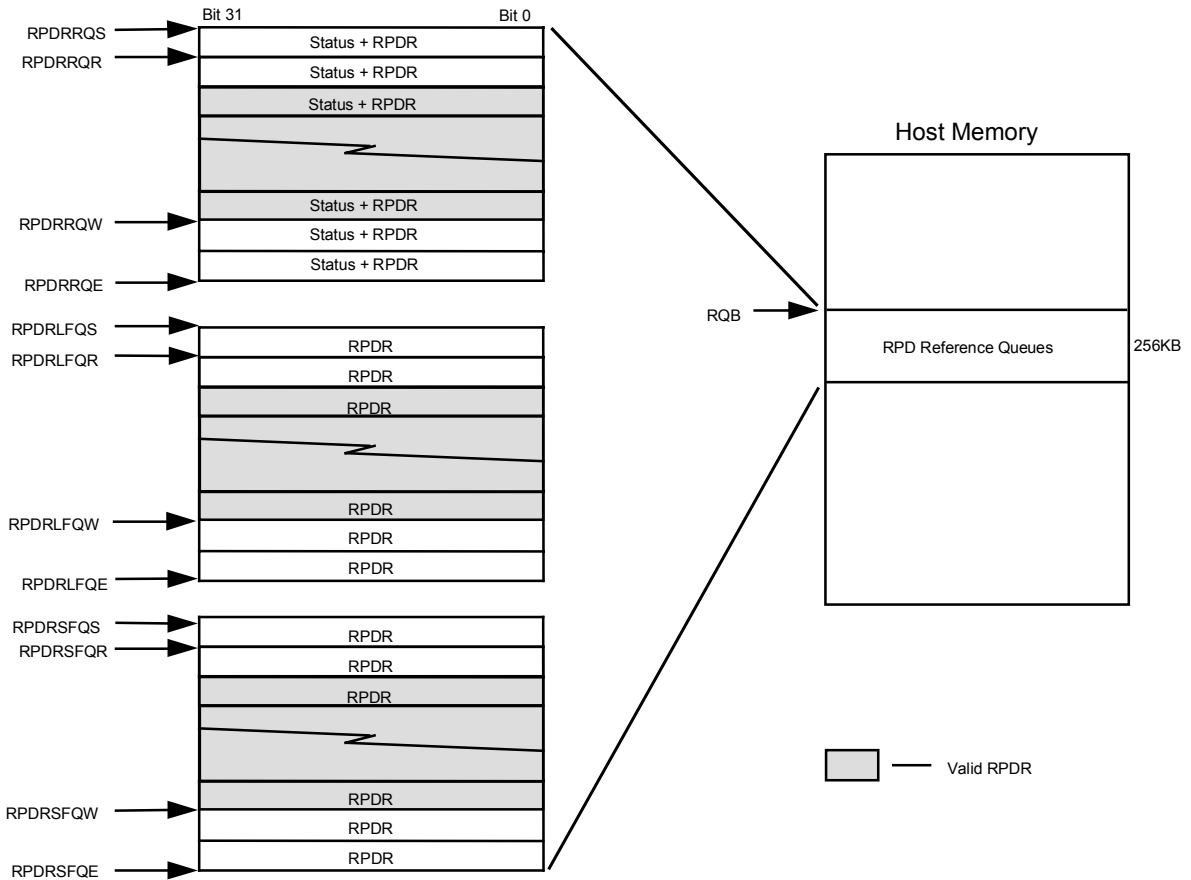 Bit 31 Bit 0
RPDRRQS
Status + RPDR
RPDRRQR
Status + RPDR
Status + RPDR
RPDRRQW
Status + RPDR
Status + RPDR
Status + RPDR
RPDRRQE
RPDRLFQS
RPDR
RPDRLFQR
RPDR
RPDR
RPDR
RPDRLFQW
RPDR
RPDR
RPDRLFQE
RPDRSFQS
RPDR
RPDRSFQR
RPDR
RPDR
RPDR
RPDRSFQW
RPDR
RPDR
RPDRSFQE
Host Memory
RQB
RPD Reference Queues
256KB
Valid RPDR